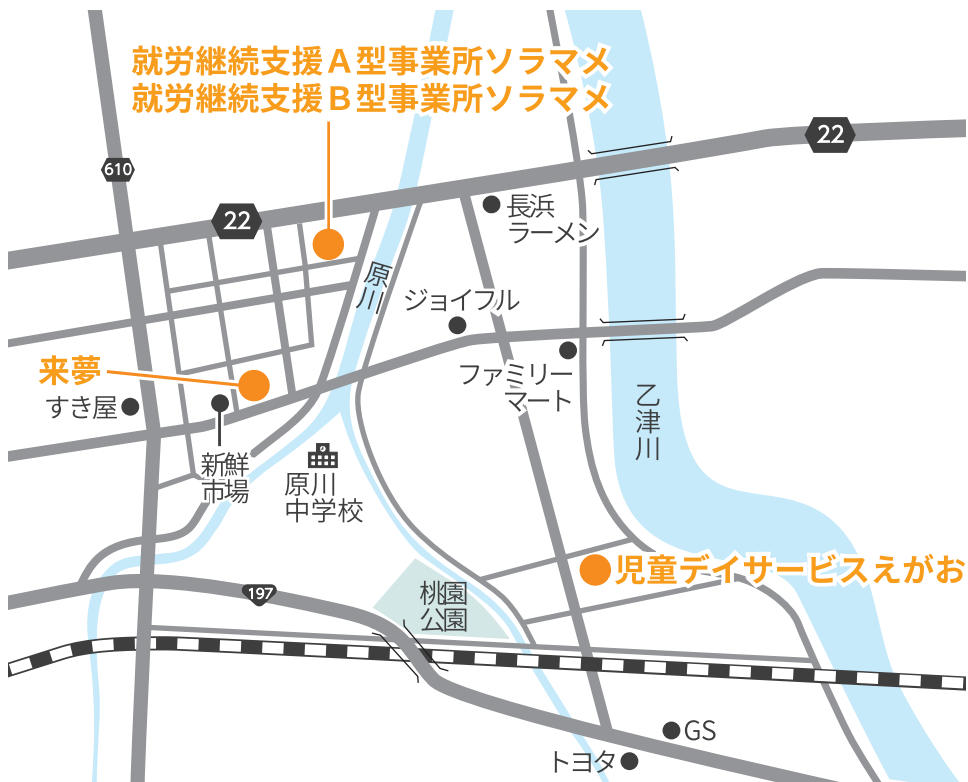 就労継続支援A型事業所ソラマメ
就労継続支援B型事業所ソラマメ
22
610
22
長浜
ラーメン
原川
ジョイフル
来夢
ファミリー
マート
すき屋
乙津川
新鮮
市場
原川
中学校
児童デイサービスえがお
桃園
公園
197
GS
トヨタ